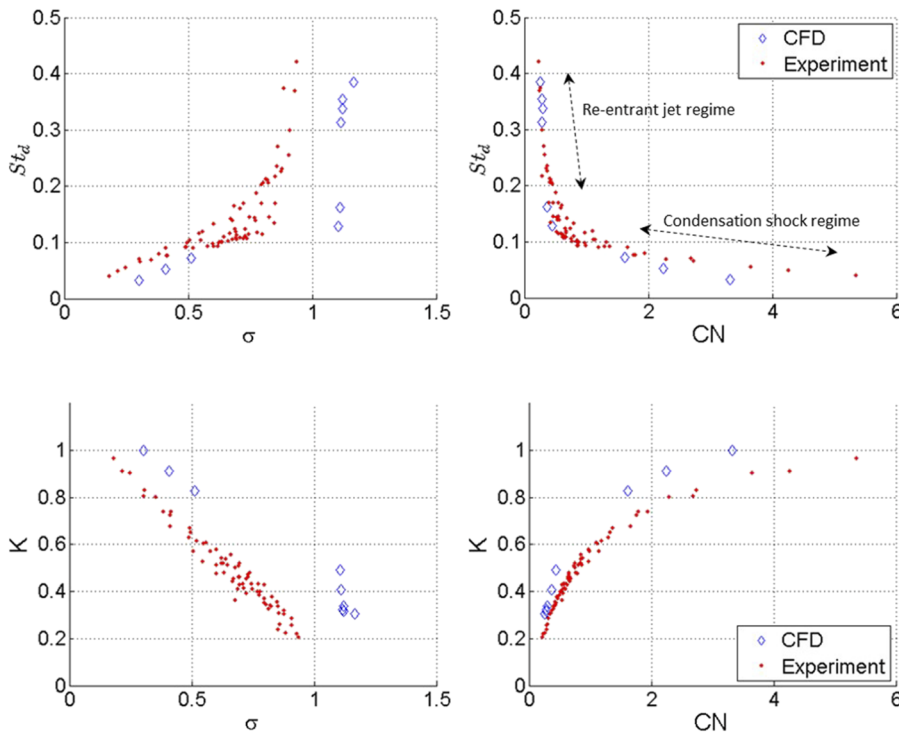 0.5
0.4
0.3
0.2
0.1
0
St_d
0
0.5
1
1.5
σ
CFD
Experiment
Re-entrant jet regime
Condensation shock regime
0.5
0.4
0.3
0.2
0.1
0
St_d
0
2
4
6
CN
1
0.8
0.6
0.4
0.2
K
0
0.5
1
1.5
σ
1
0.8
0.6
0.4
0.2
K
CFD
Experiment
0
2
4
6
CN